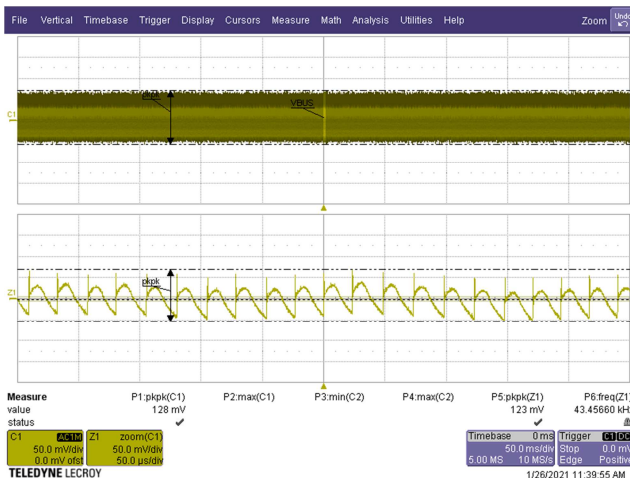 File Vertical Timebase Trigger Display Cursors Measure Math Analysis Utilities Help Zoom Undo
pkpk
VBUS
C1
pkpk
Z1
Measure P1:pkpk(C1) P2:max(C1) P3:min(C2) P4:max(C2) P5:pkpk(Z1) P6:freq(Z1)
value 128 mV 123 mV 43.45660 kH
status
C1 AC1M Z1 zoom(C1) Timebase 0 ms Trigger C1 DC
50.0 mV/div 50.0 mV/div 50.0 ms/div Stop 0.0 mV
0.0 mV ofst 50.0 µs/div 5.00 MS 10 MS/s Edge Positive
TELEDYNE LECROY 1/26/2021 11:39:55 AM